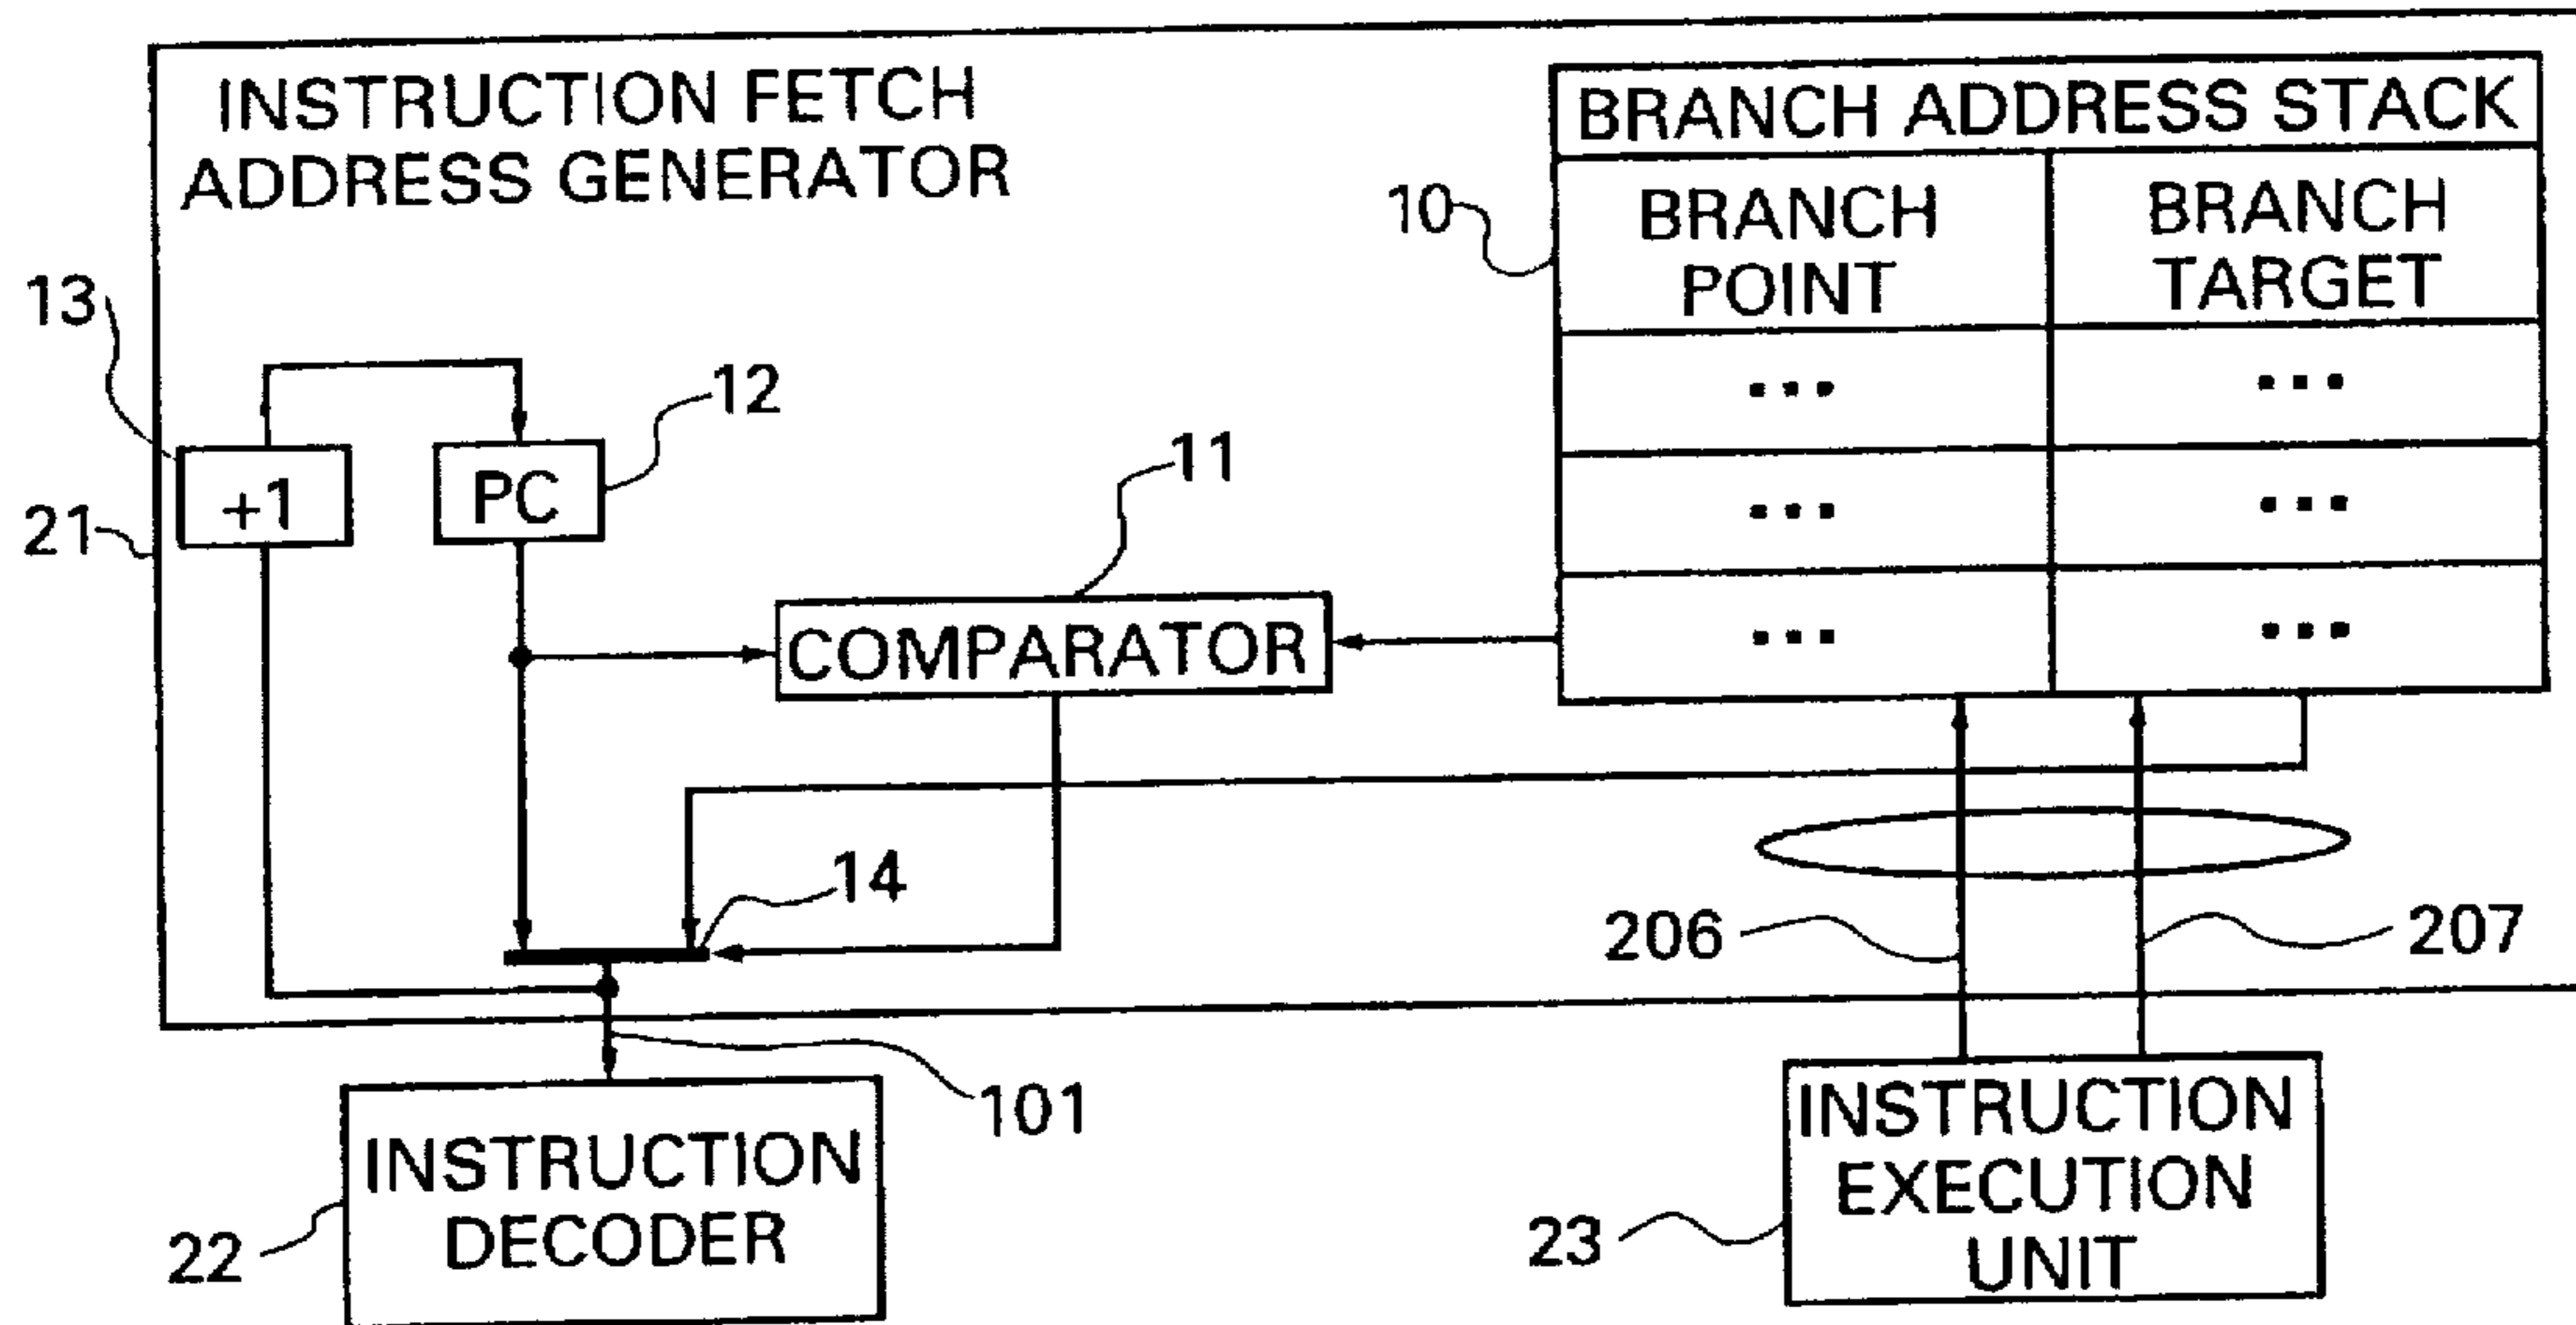 INSTRUCTION FETCH
ADDRESS GENERATOR
BRANCH ADDRESS STACK
BRANCH
POINT
BRANCH
TARGET
10
...
...
...
...
...
...
13
+1
PC
12
21
11
COMPARATOR
14
206
207
101
INSTRUCTION
DECODER
22
INSTRUCTION
EXECUTION
UNIT
23